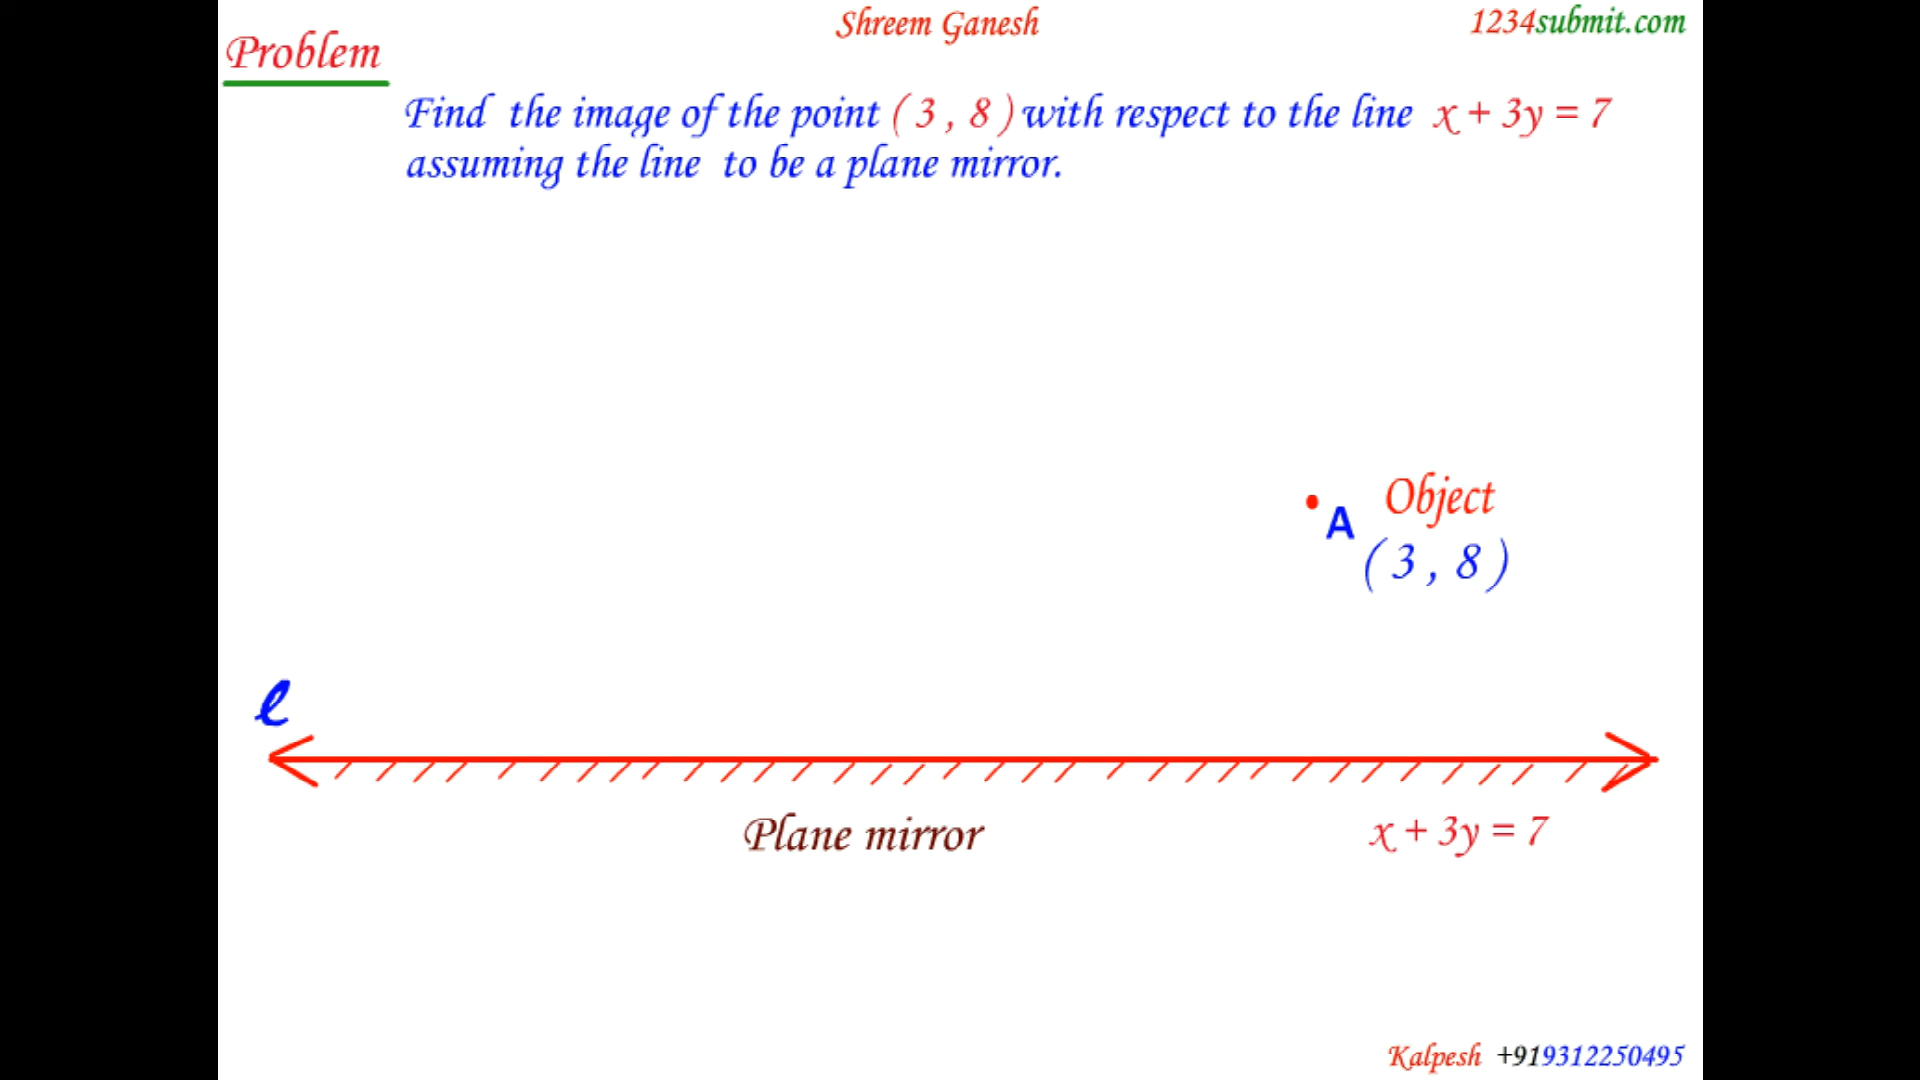 Shreem Ganesh
1234submit.com
Problem
Find the image of the point ( 3 , 8 ) with respect to the line x + 3y = 7
assuming the line to be a plane mirror.
Object
A
( 3 , 8 )
ℓ
Plane mirror
x + 3y = 7
Kalpesh +919312250495